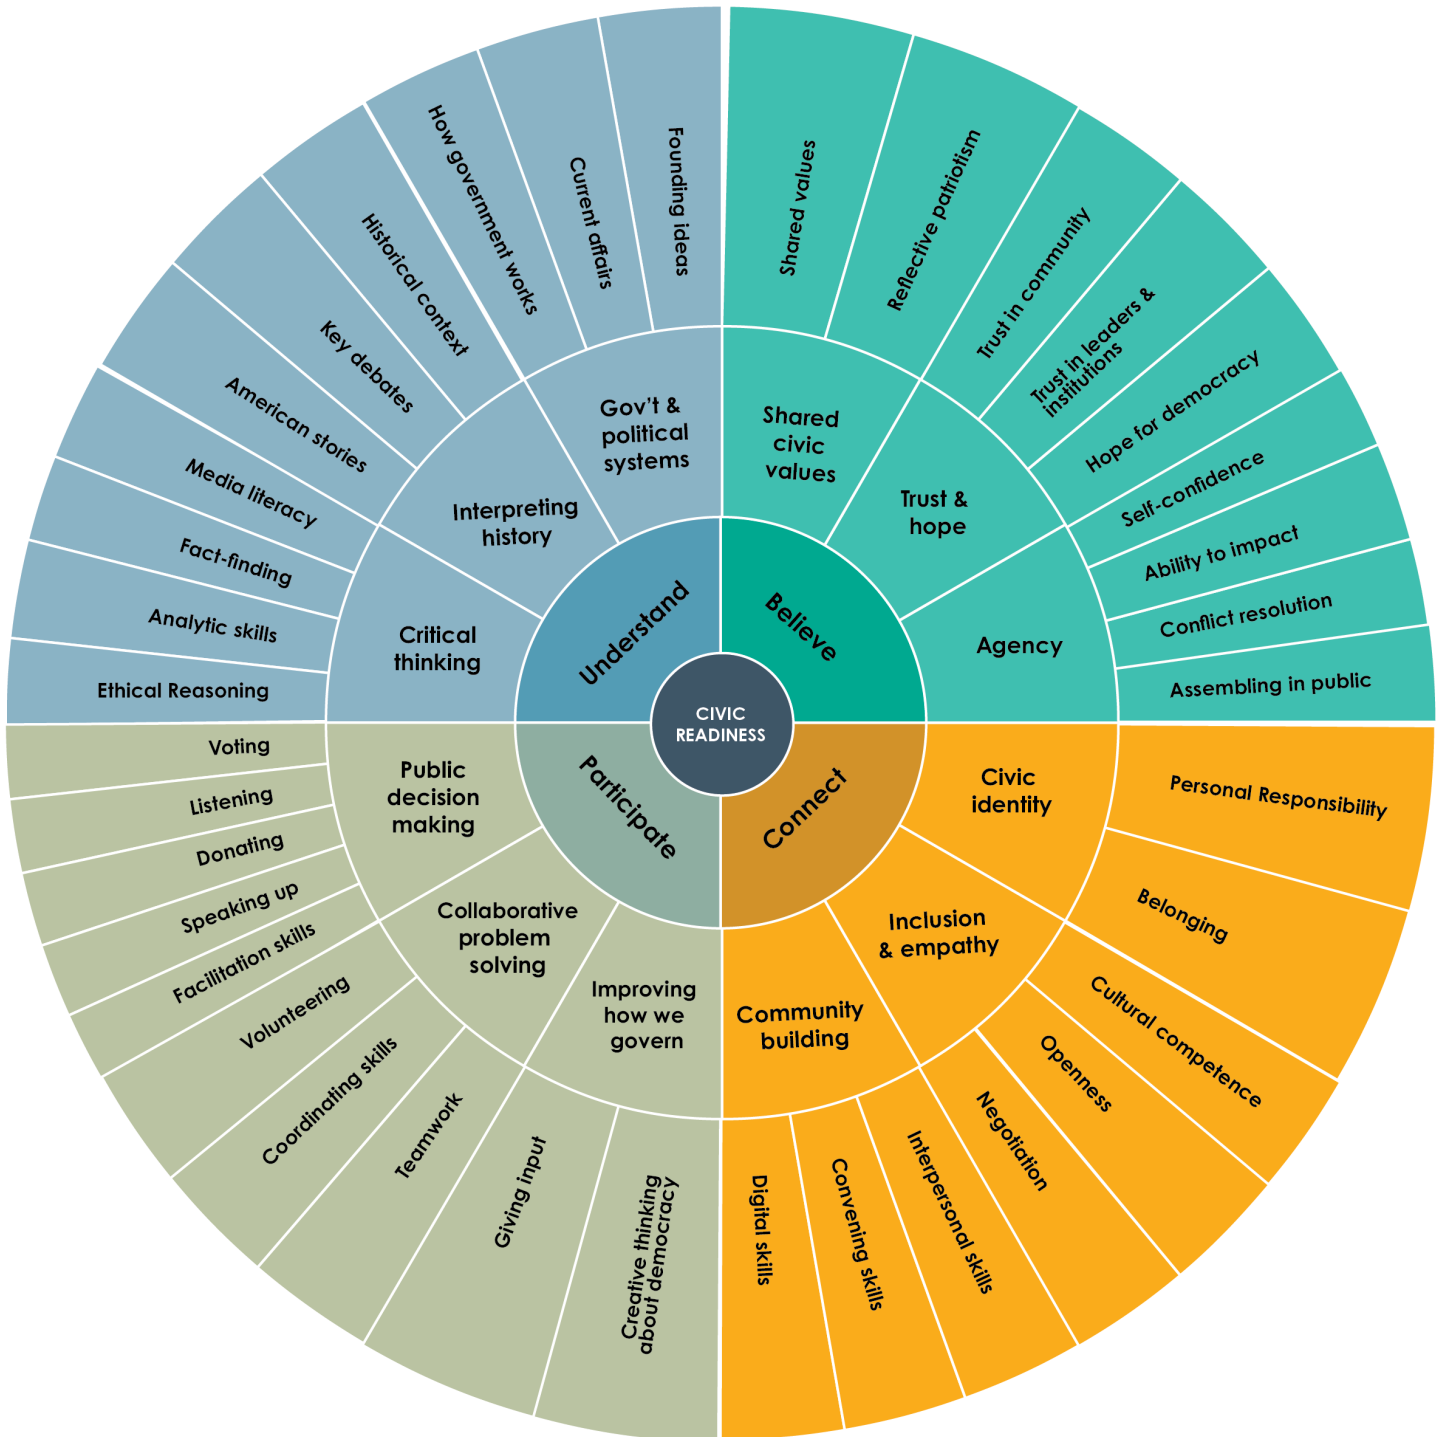 CIVIC
READINESS
Understand
Believe
Connect
Participate
Gov't &
political
systems
Founding ideas
Current affairs
How government works
Interpreting
history
Historical context
Key debates
American stories
Critical
thinking
Media literacy
Fact-finding
Analytic skills
Ethical Reasoning
Shared
civic
values
Shared values
Reflective patriotism
Trust &
hope
Trust in community
Trust in leaders &
institutions
Hope for democracy
Agency
Self-confidence
Ability to impact
Conflict resolution
Assembling in public
Civic
identity
Personal Responsibility
Belonging
Inclusion
& empathy
Cultural competence
Openness
Negotiation
Community
building
Interpersonal skills
Convening skills
Digital skills
Improving
how we
govern
Creative thinking
about democracy
Giving input
Collaborative
problem
solving
Teamwork
Coordinating skills
Volunteering
Public
decision
making
Facilitation skills
Speaking up
Donating
Listening
Voting